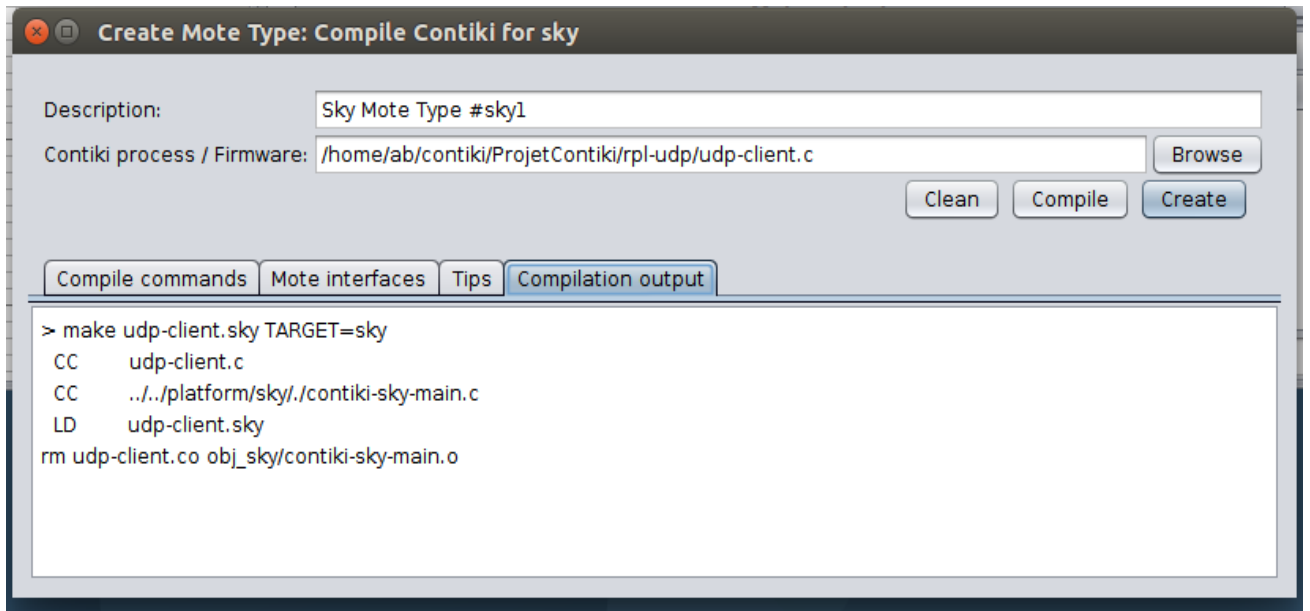 Create Mote Type: Compile Contiki for sky
Description: Sky Mote Type #sky1
Contiki process / Firmware: /home/ab/contiki/ProjetContiki/rpl-udp/udp-client.c Browse
Clean Compile Create
Compile commands Mote interfaces Tips Compilation output
> make udp-client.sky TARGET=sky
CC udp-client.c
CC ../../platform/sky/./contiki-sky-main.c
LD udp-client.sky
rm udp-client.co obj_sky/contiki-sky-main.o